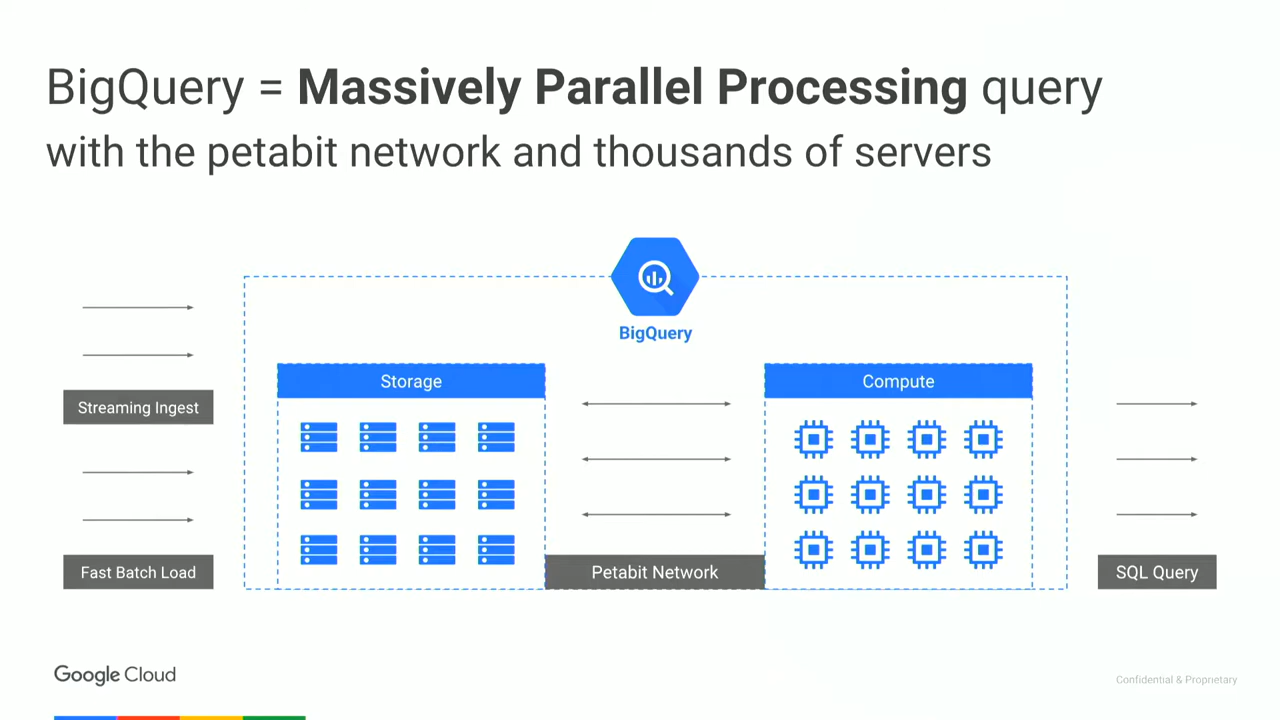 BigQuery = Massively Parallel Processing query
with the petabit network and thousands of servers
BigQuery
Storage
Compute
Streaming Ingest
Fast Batch Load
Petabit Network
SQL Query
Google Cloud
Confidential & Proprietary